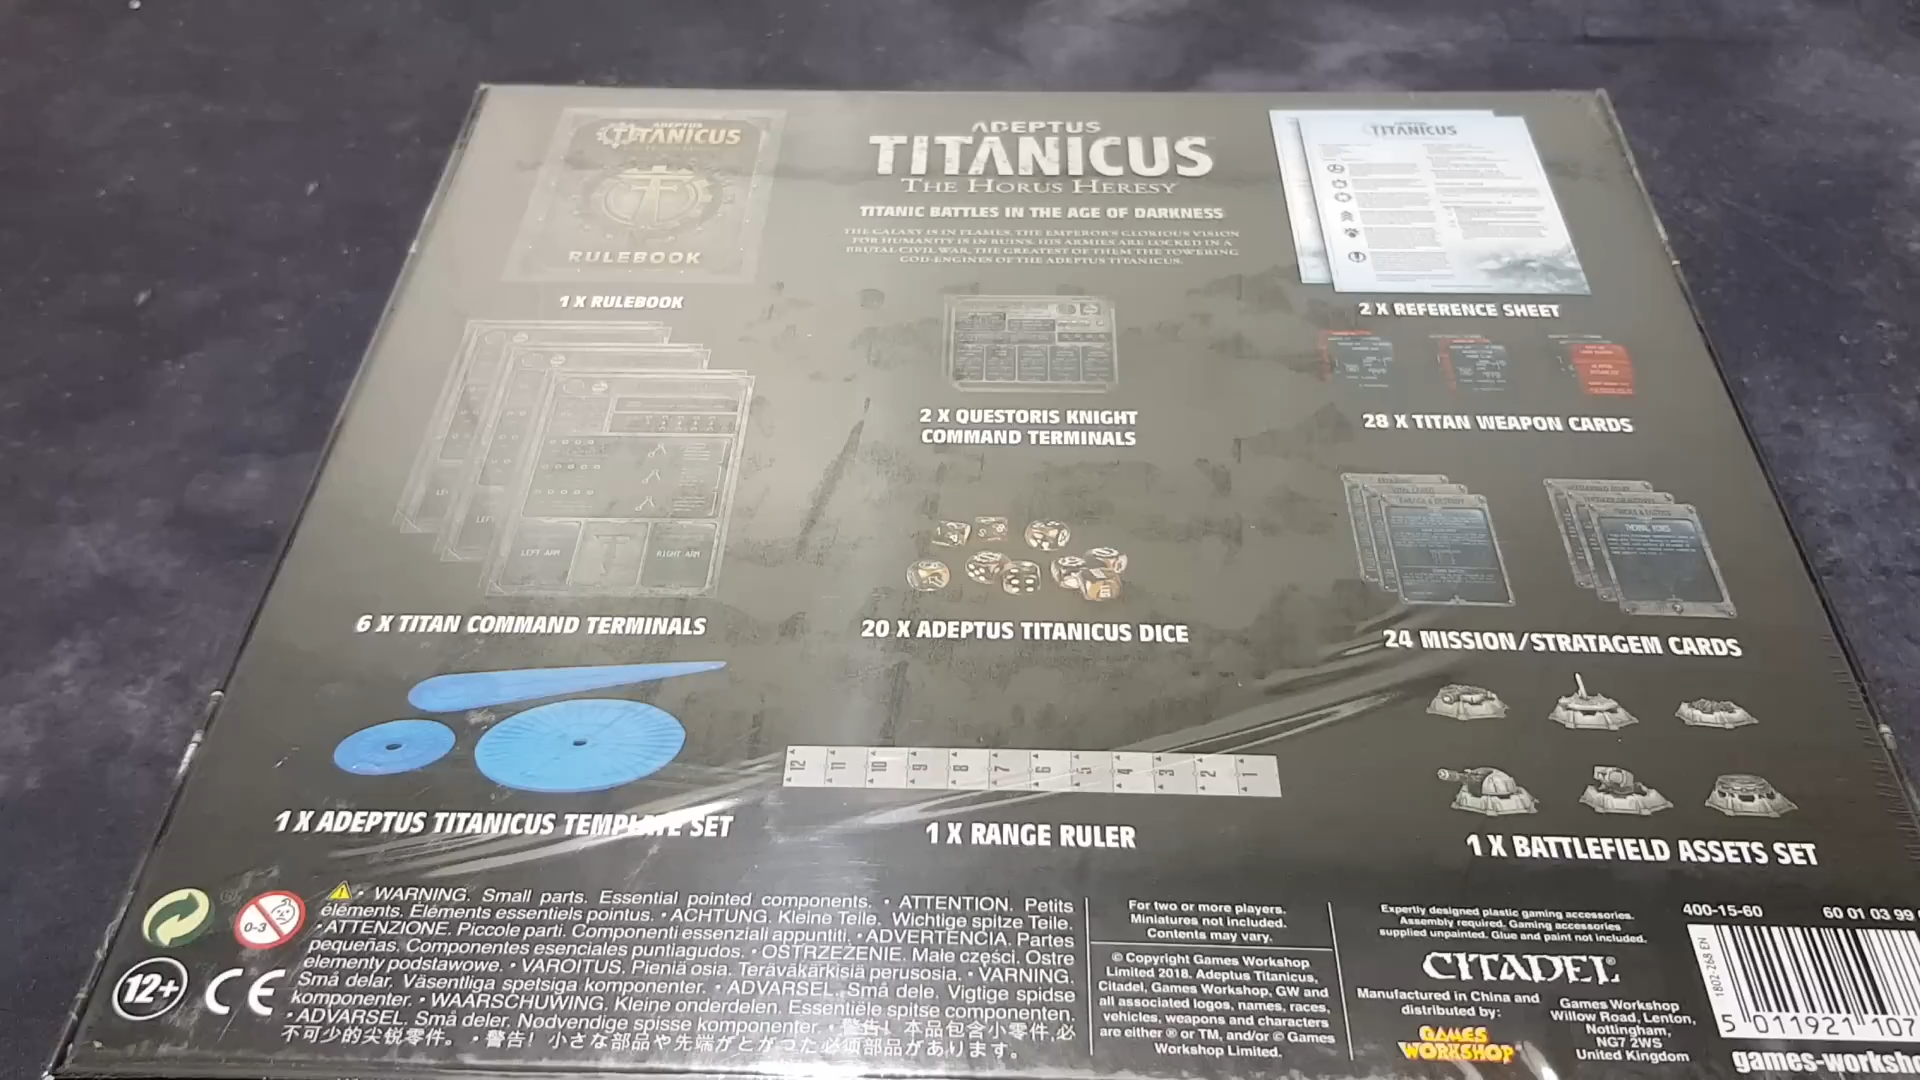 ADEPTUS
TITANICUS
RULEBOOK
1 X RULEBOOK
ADEPTUS
TITANICUS
THE HORUS HERESY
TITANIC BATTLES IN THE AGE OF DARKNESS
THE GALAXY IS IN FLAMES. THE EMPEROR'S GLORIOUS VISION
FOR HUMANITY IS IN RUINS. HIS ARMIES ARE LOCKED IN A
BRUTAL CIVIL WAR, THE GREATEST OF THEM THE TOWERING
GOD-ENGINES OF THE ADEPTUS TITANICUS.
ADEPTUS
TITANICUS
2 X REFERENCE SHEET
2 X QUESTORIS KNIGHT
COMMAND TERMINALS
28 X TITAN WEAPON CARDS
LEFT ARM
RIGHT ARM
6 X TITAN COMMAND TERMINALS
20 X ADEPTUS TITANICUS DICE
24 MISSION/STRATAGEM CARDS
1 X ADEPTUS TITANICUS TEMPLATE SET
12 11 10 9 8 7 6 5 4 3 2 1
1 X RANGE RULER
1 X BATTLEFIELD ASSETS SET
0-3
12+
CE
• WARNING. Small parts. Essential pointed components. • ATTENTION. Petits
éléments. Éléments essentiels pointus. • ACHTUNG. Kleine Teile. Wichtige spitze Teile.
• ATTENZIONE. Piccole parti. Componenti essenziali appuntiti. • ADVERTENCIA. Partes
pequeñas. Componentes esenciales puntiagudos. • OSTRZEŻENIE. Małe części. Ostre
elementy podstawowe. • VAROITUS. Pieniä osia. Teräväkärkisiä perusosia. • VARNING.
Små delar. Väsentliga spetsiga komponenter. • ADVARSEL. Små dele. Vigtige spidse
komponenter. • WAARSCHUWING. Kleine onderdelen. Essentiële spitse componenten.
• ADVARSEL. Små deler. Nødvendige spisse komponenter. • 警告！本品包含小零件,必
不可少的尖锐零件。 • 警告！小さな部品や先端がとがった必須部品があります。
For two or more players.
Miniatures not included.
Contents may vary.
© Copyright Games Workshop
Limited 2018. Adeptus Titanicus,
Citadel, Games Workshop, GW and
all associated logos, names, races,
vehicles, weapons and characters
are either ® or TM, and/or © Games
Workshop Limited.
Expertly designed plastic gaming accessories.
Assembly required. Gaming accessories
supplied unpainted. Glue and paint not included.
CITADEL®
Manufactured in China and
distributed by:
GAMES
WORKSHOP
Games Workshop
Willow Road, Lenton,
Nottingham,
NG7 2WS
United Kingdom
400-15-60
60 01 03 99
1802-268 EN
5 011921 107
games-worksho